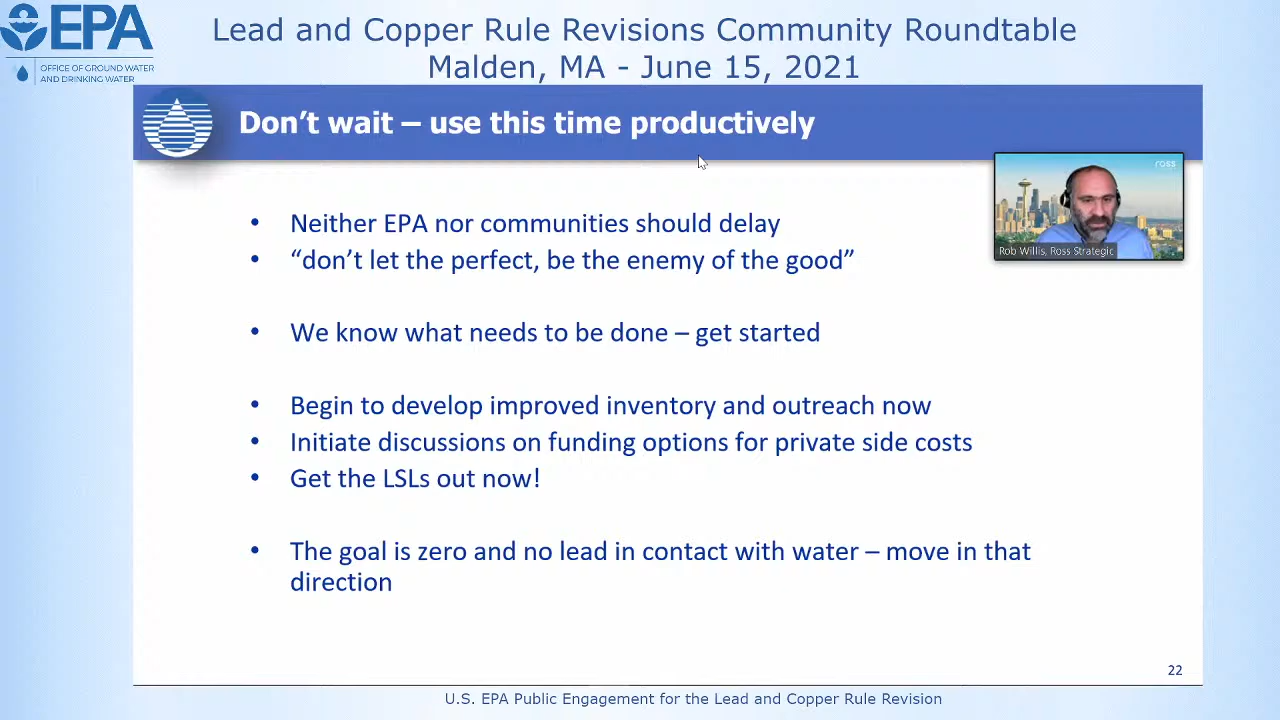 EPA
OFFICE OF GROUND WATER
AND DRINKING WATER
Lead and Copper Rule Revisions Community Roundtable
Malden, MA - June 15, 2021
Don’t wait – use this time productively
ross
Rob Willis, Ross Strategic
• Neither EPA nor communities should delay
• “don’t let the perfect, be the enemy of the good”
• We know what needs to be done – get started
• Begin to develop improved inventory and outreach now
• Initiate discussions on funding options for private side costs
• Get the LSLs out now!
• The goal is zero and no lead in contact with water – move in that
direction
22
U.S. EPA Public Engagement for the Lead and Copper Rule Revision